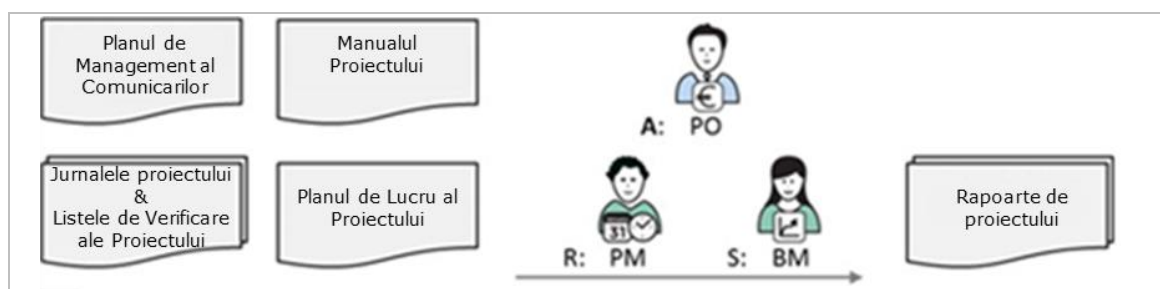 Planul de
Management al
Comunicarilor
Manualul
Proiectului
€
A: PO
Jurnalele proiectului
&
Listele de Verificare
ale Proiectului
Planul de Lucru al
Proiectului
31
R: PM
S: BM
Rapoarte de
proiectului